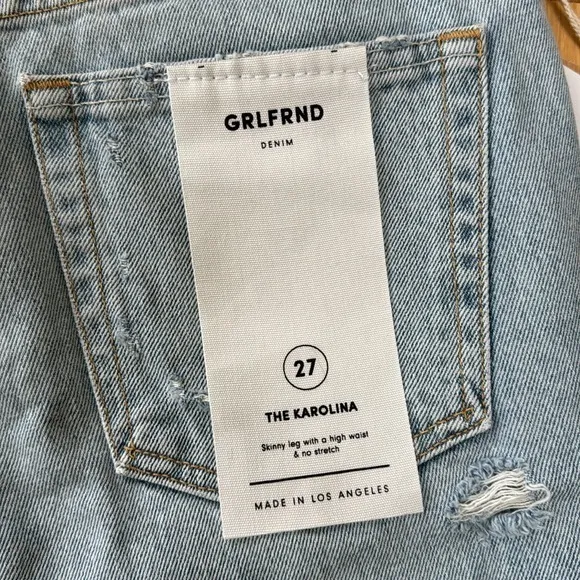 GRLFRND
DENIM
27
THE KAROLINA
Skinny leg with a high waist
& no stretch
MADE IN LOS ANGELES